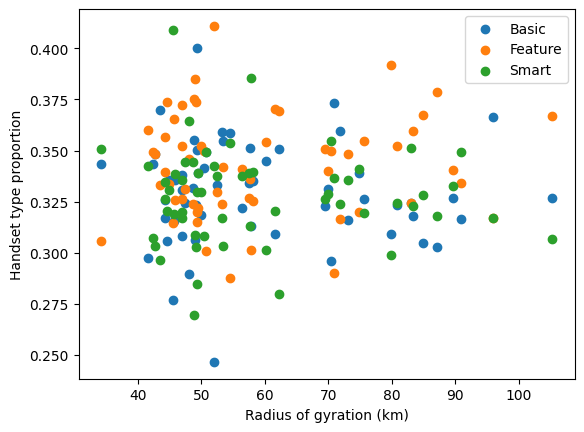 Basic
Feature
Smart
0.400
0.375
0.350
0.325
0.300
0.275
0.250
Handset type proportion
40 50 60 70 80 90 100
Radius of gyration (km)